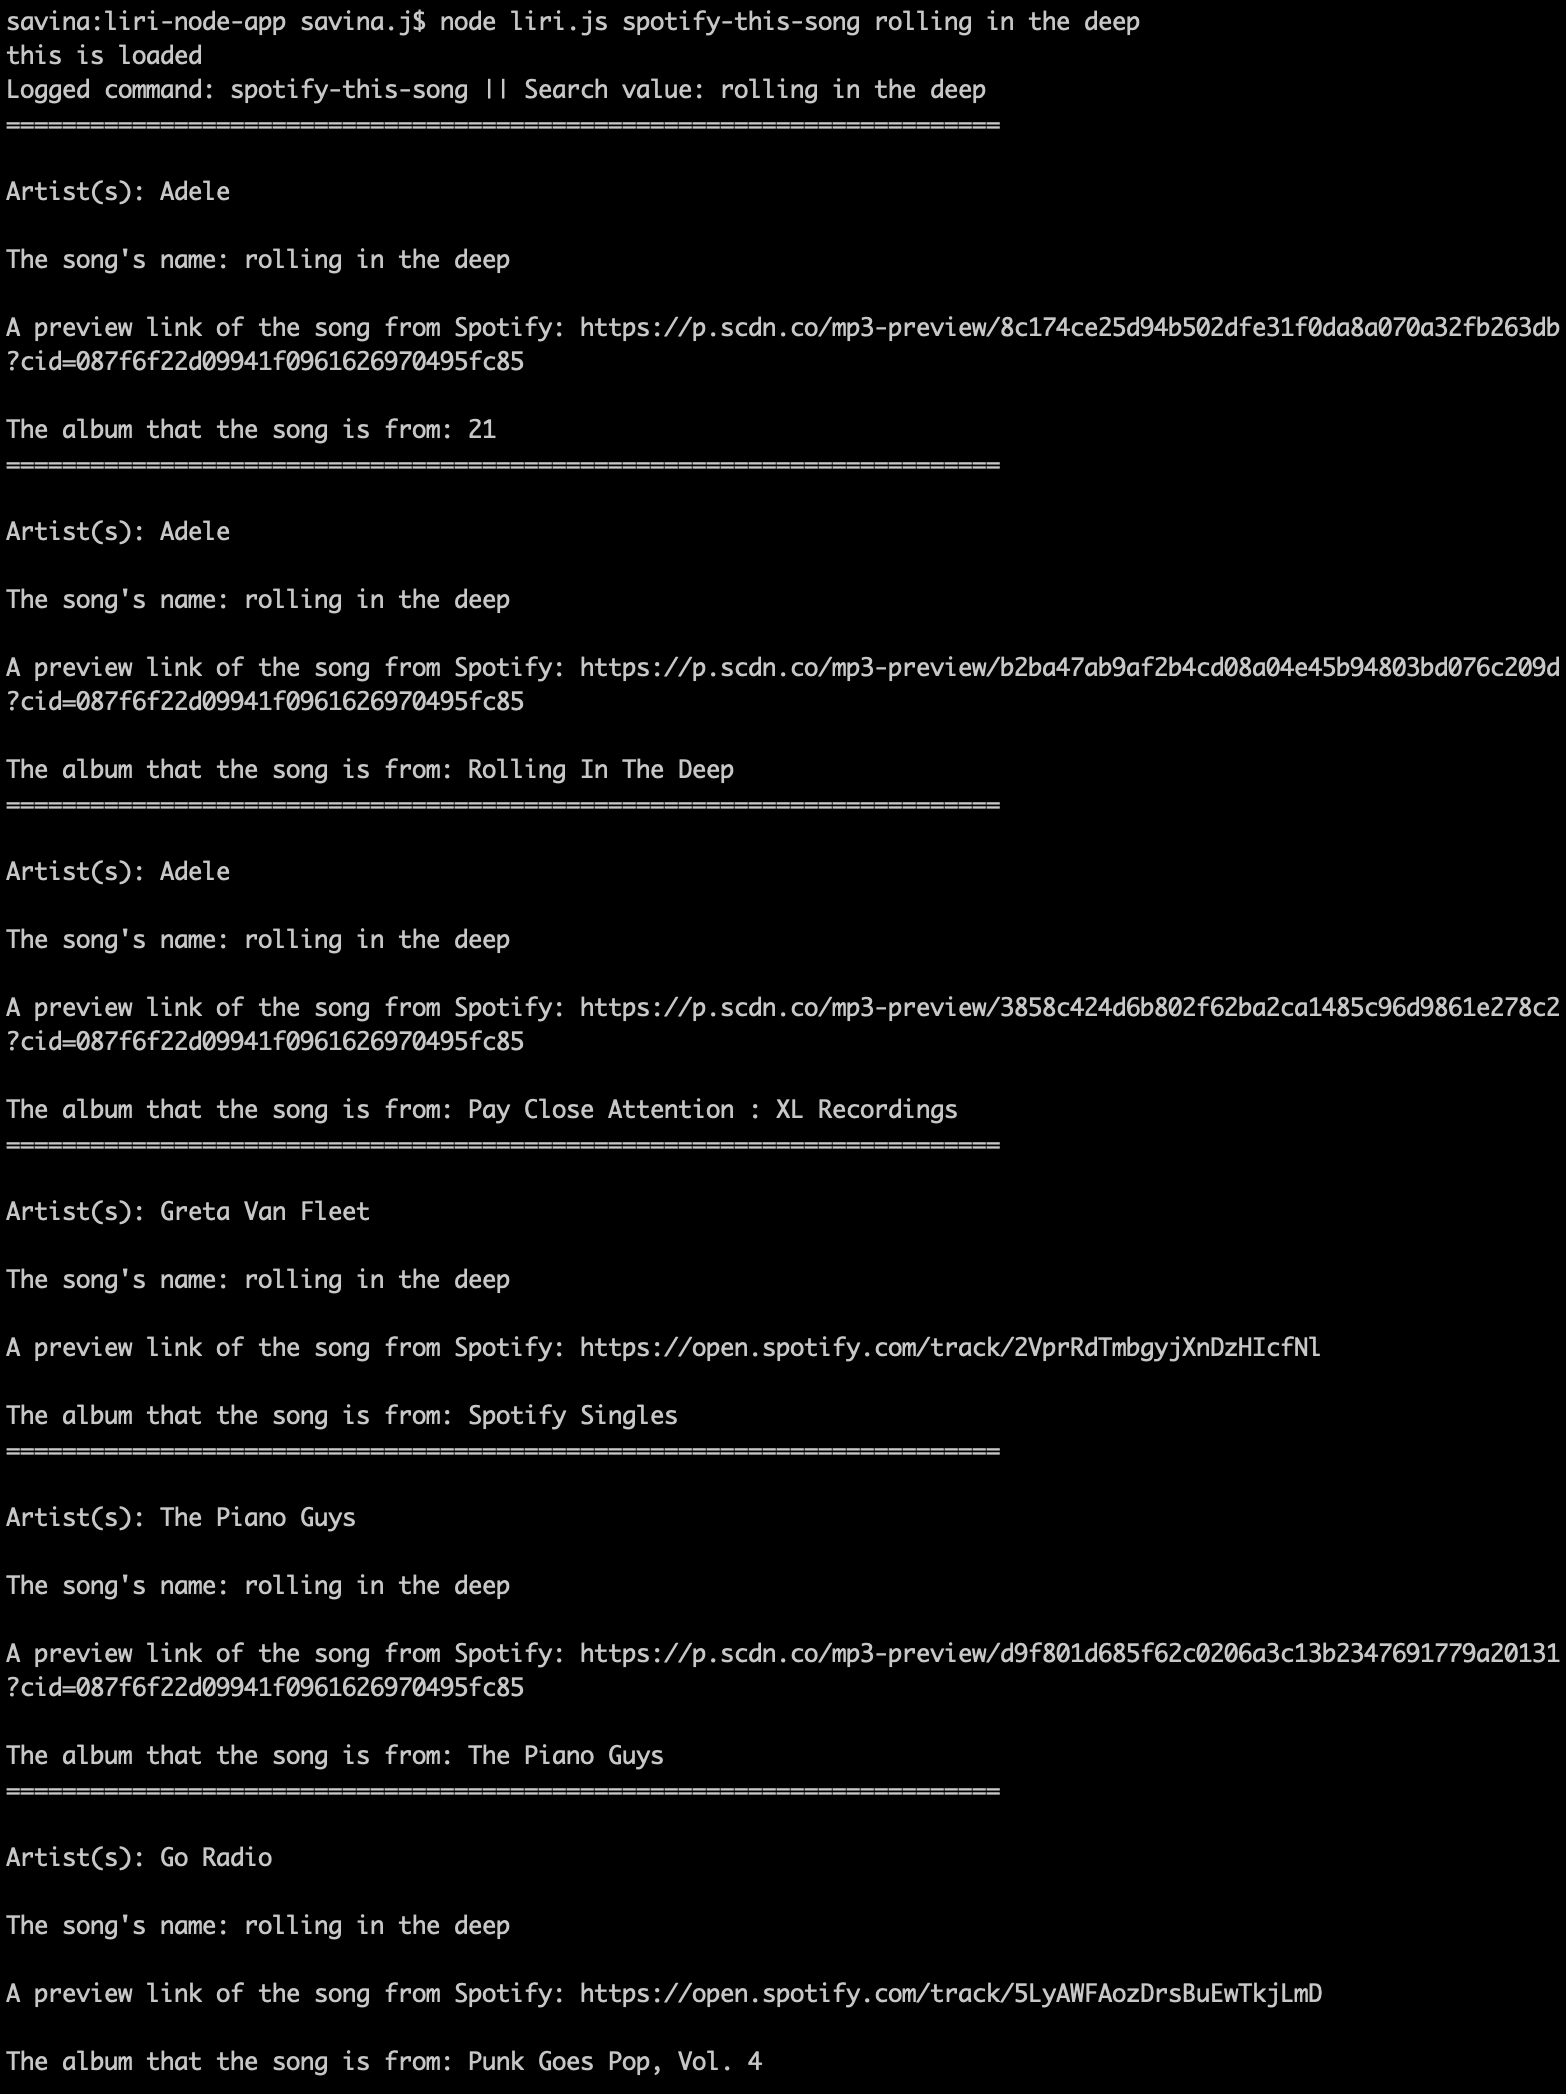 savina:liri-node-app savina.j$ node liri.js spotify-this-song rolling in the deep
this is loaded
Logged command: spotify-this-song || Search value: rolling in the deep
=======================================================================
Artist(s): Adele
The song's name: rolling in the deep
A preview link of the song from Spotify: https://p.scdn.co/mp3-preview/8c174ce25d94b502dfe31f0da8a070a32fb263db
?cid=087f6f22d09941f0961626970495fc85
The album that the song is from: 21
=======================================================================
Artist(s): Adele
The song's name: rolling in the deep
A preview link of the song from Spotify: https://p.scdn.co/mp3-preview/b2ba47ab9af2b4cd08a04e45b94803bd076c209d
?cid=087f6f22d09941f0961626970495fc85
The album that the song is from: Rolling In The Deep
=======================================================================
Artist(s): Adele
The song's name: rolling in the deep
A preview link of the song from Spotify: https://p.scdn.co/mp3-preview/3858c424d6b802f62ba2ca1485c96d9861e278c2
?cid=087f6f22d09941f0961626970495fc85
The album that the song is from: Pay Close Attention : XL Recordings
=======================================================================
Artist(s): Greta Van Fleet
The song's name: rolling in the deep
A preview link of the song from Spotify: https://open.spotify.com/track/2VprRdTmbgyjXnDzHIcfNl
The album that the song is from: Spotify Singles
=======================================================================
Artist(s): The Piano Guys
The song's name: rolling in the deep
A preview link of the song from Spotify: https://p.scdn.co/mp3-preview/d9f801d685f62c0206a3c13b2347691779a20131
?cid=087f6f22d09941f0961626970495fc85
The album that the song is from: The Piano Guys
=======================================================================
Artist(s): Go Radio
The song's name: rolling in the deep
A preview link of the song from Spotify: https://open.spotify.com/track/5LyAWFAozDrsBuEwTkjLmD
The album that the song is from: Punk Goes Pop, Vol. 4